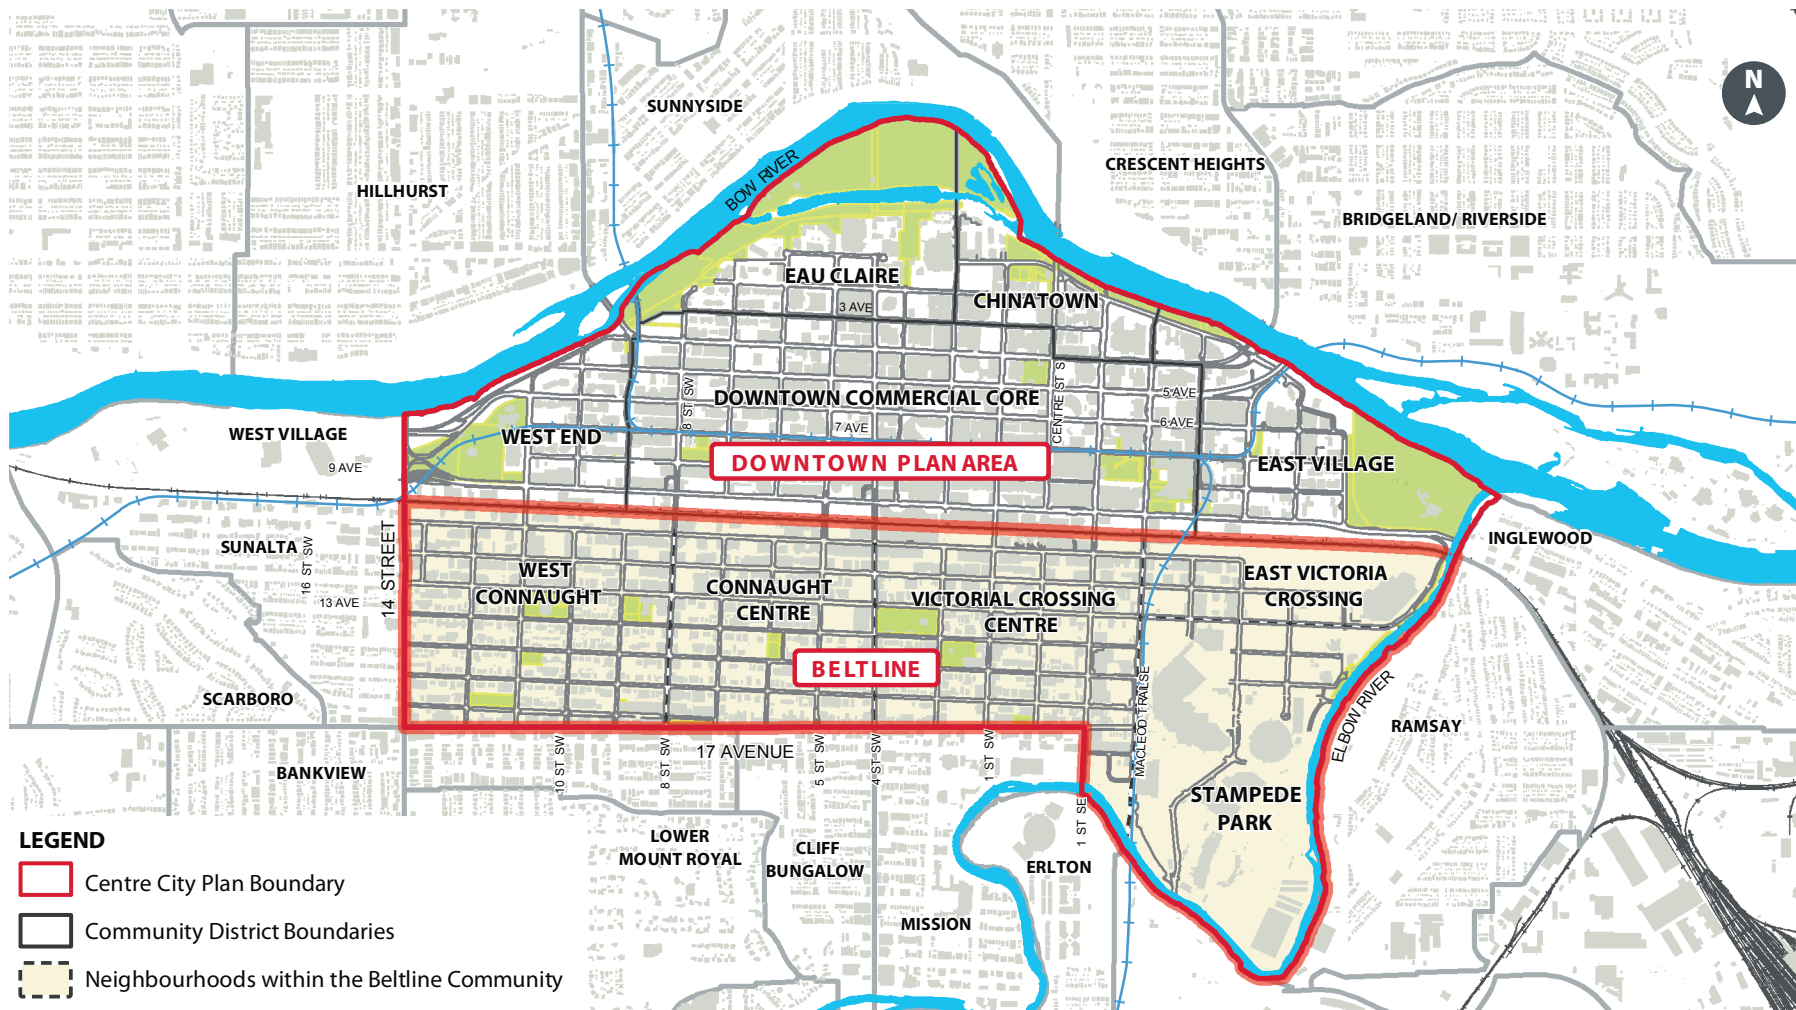 N
SUNNYSIDE
CRESCENT HEIGHTS
HILLHURST
BOW RIVER
BRIDGELAND/ RIVERSIDE
EAU CLAIRE
CHINATOWN
3 AVE
CENTRE ST S
8 ST SW
5 AVE
DOWNTOWN COMMERCIAL CORE
6 AVE
7 AVE
WEST VILLAGE
WEST END
9 AVE
DOWNTOWN PLAN AREA
EAST VILLAGE
14 STREET
SUNALTA
16 ST SW
INGLEWOOD
WEST
CONNAUGHT
CONNAUGHT
CENTRE
VICTORIAL CROSSING
CENTRE
EAST VICTORIA
CROSSING
13 AVE
BELTLINE
SCARBORO
MACLEOD TRAIL SE
ELBOW RIVER
RAMSAY
17 AVENUE
10 ST SW
8 ST SW
5 ST SW
4 ST SW
1 ST SW
BANKVIEW
STAMPEDE
PARK
1 ST SE
LOWER
MOUNT ROYAL
CLIFF
BUNGALOW
ERLTON
MISSION
LEGEND
Centre City Plan Boundary
Community District Boundaries
Neighbourhoods within the Beltline Community